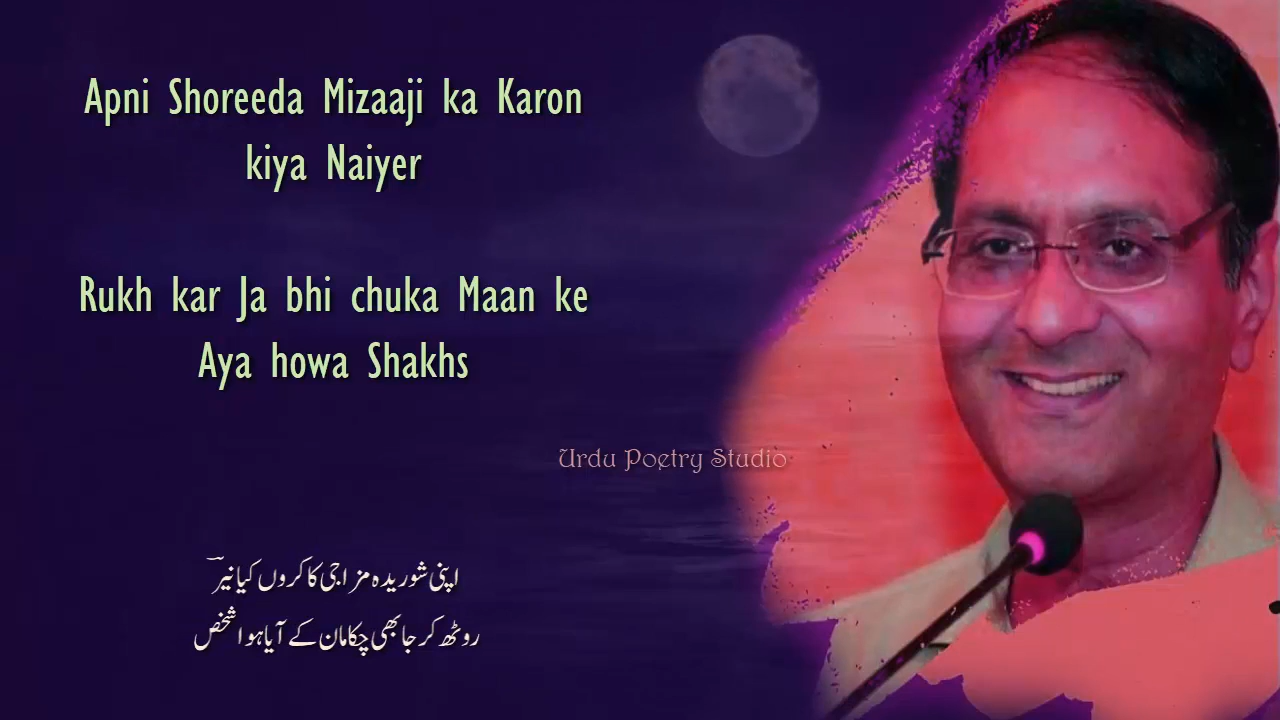 Apni Shoreeda Mizaaji ka Karon
kiya Naiyer
Rukh kar Ja bhi chuka Maan ke
Aya howa Shakhs
Urdu Poetry Studio
اپنی شوریدہ مزاجی کا کروں کیا نیرؔ
روٹھ کر جا بھی چکا مان کے آیا ہوا شخص